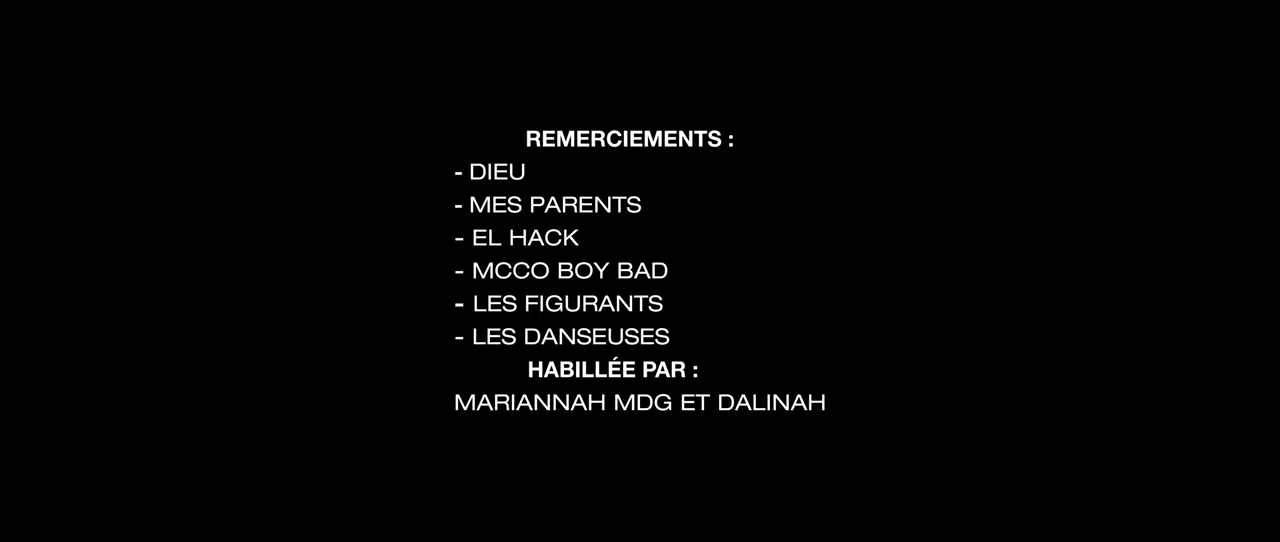 REMERCIEMENTS :
- DIEU
- MES PARENTS
- EL HACK
- MCCO BOY BAD
- LES FIGURANTS
- LES DANSEUSES
HABILLÉE PAR :
MARIANNAH MDG ET DALINAH